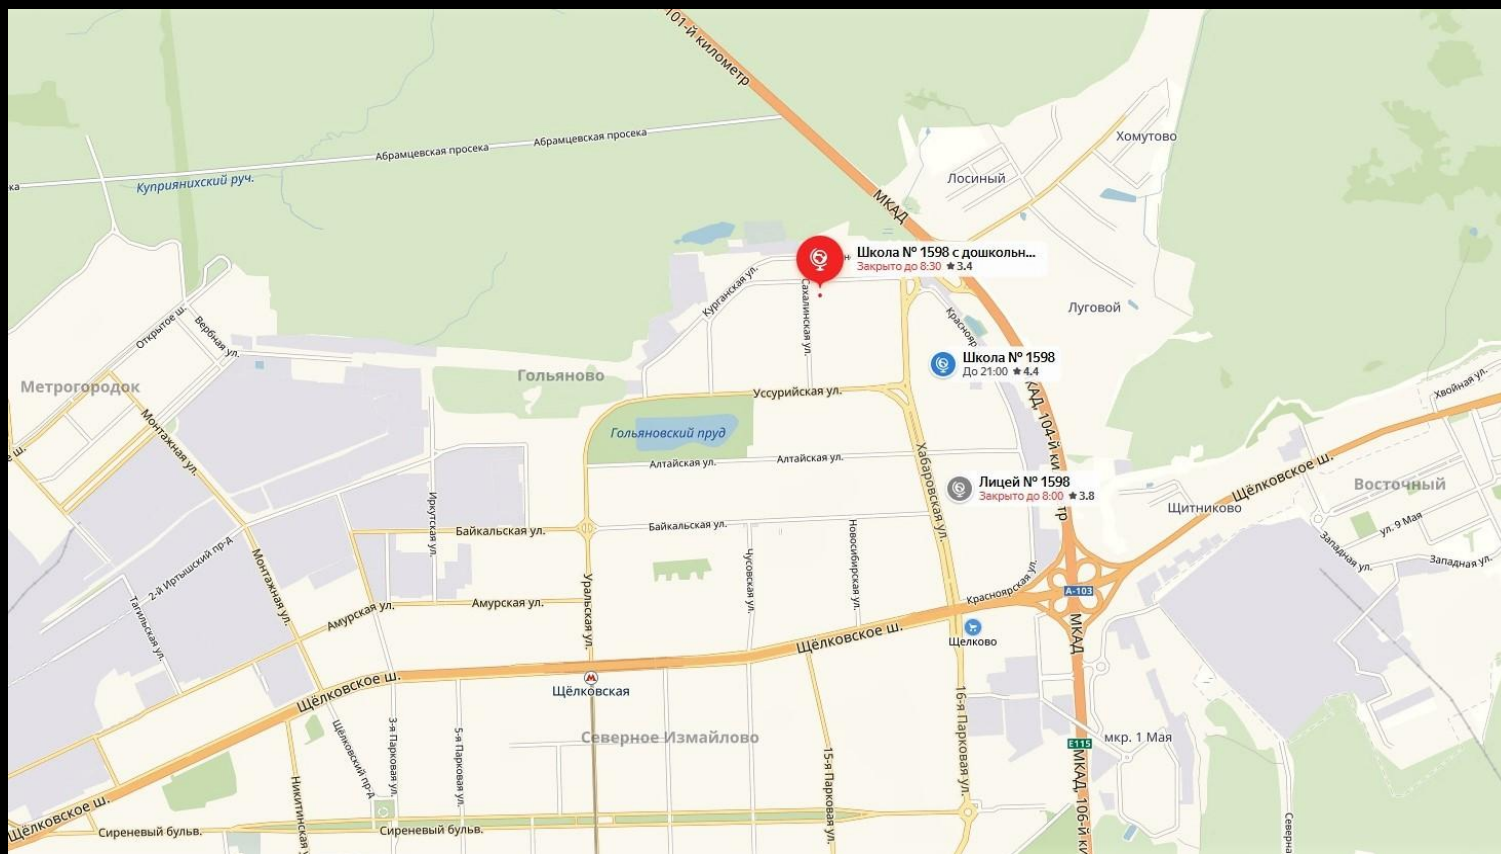 101-й километр
Абрамцевская просека
Абрамцевская просека
Хомутово
Куприянихский руч.
Лосиный
МКАД
Школа № 1598 с дошкольн...
Закрыто до 8:30 ★3.4
Курганская ул.
Сахалинская ул.
Луговой
Открытое ш.
Вербная ул.
Школа № 1598
До 21:00 ★4.4
Метрогородок
Гольяново
Уссурийская ул.
Хвойная ул.
Монтажная ул.
Гольяновский пруд
Хабаровская ул.
Алтайская ул.
Алтайская ул.
Щёлковское ш.
Лицей № 1598
Закрыто до 8:00 ★3.8
Восточный
Щитниково
Иркутская ул.
Байкальская ул.
Байкальская ул.
Новосибирская ул.
ул. 9 Мая
Западная ул.
Западная ул.
2-й Иртышский пр-д
Монтажная ул.
Чусовская ул.
Тагильская ул.
Амурская ул.
Амурская ул.
Уральская ул.
Красноярская ул.
А-103
МКАД
Щёлковское ш.
Щелково
Щёлковское ш.
Щёлковская
Щёлковский пр-д
3-я Парковая ул.
5-я Парковая ул.
Северное Измайлово
15-я Парковая ул.
16-я Парковая ул.
E115
мкр. 1 Мая
МКАД, 106-й ки
Щёлковское ш.
Сиреневый бульв.
Сиреневый бульв.
Никитинская